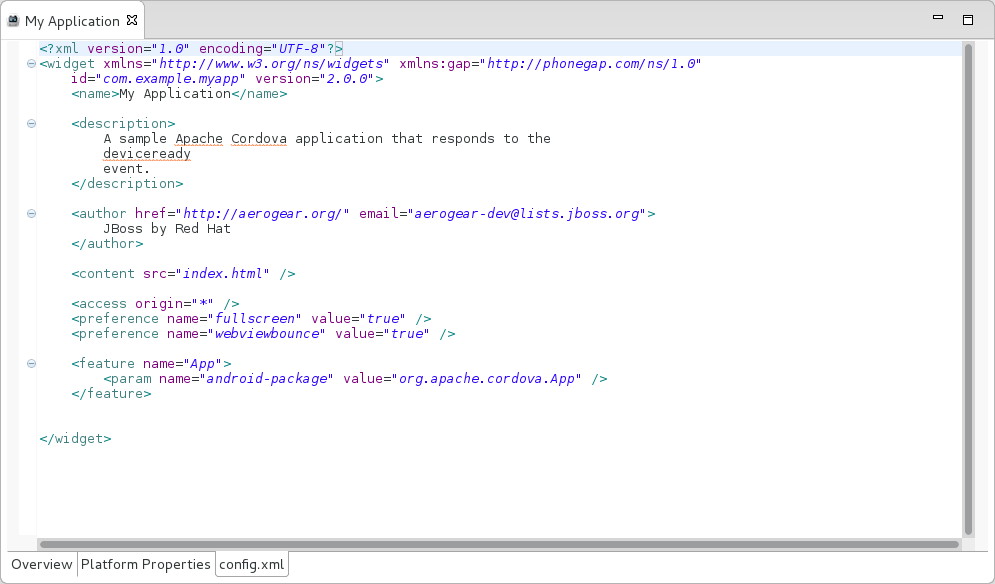 My Application
<?xml version="1.0" encoding="UTF-8"?>
<widget xmlns="http://www.w3.org/ns/widgets" xmlns:gap="http://phonegap.com/ns/1.0"
id="com.example.myapp" version="2.0.0">
<name>My Application</name>
<description>
A sample Apache Cordova application that responds to the
deviceready
event.
</description>
<author href="http://aerogear.org/" email="aerogear-dev@lists.jboss.org">
JBoss by Red Hat
</author>
<content src="index.html" />
<access origin="*" />
<preference name="fullscreen" value="true" />
<preference name="webviewbounce" value="true" />
<feature name="App">
<param name="android-package" value="org.apache.cordova.App" />
</feature>
</widget>
Overview Platform Properties config.xml